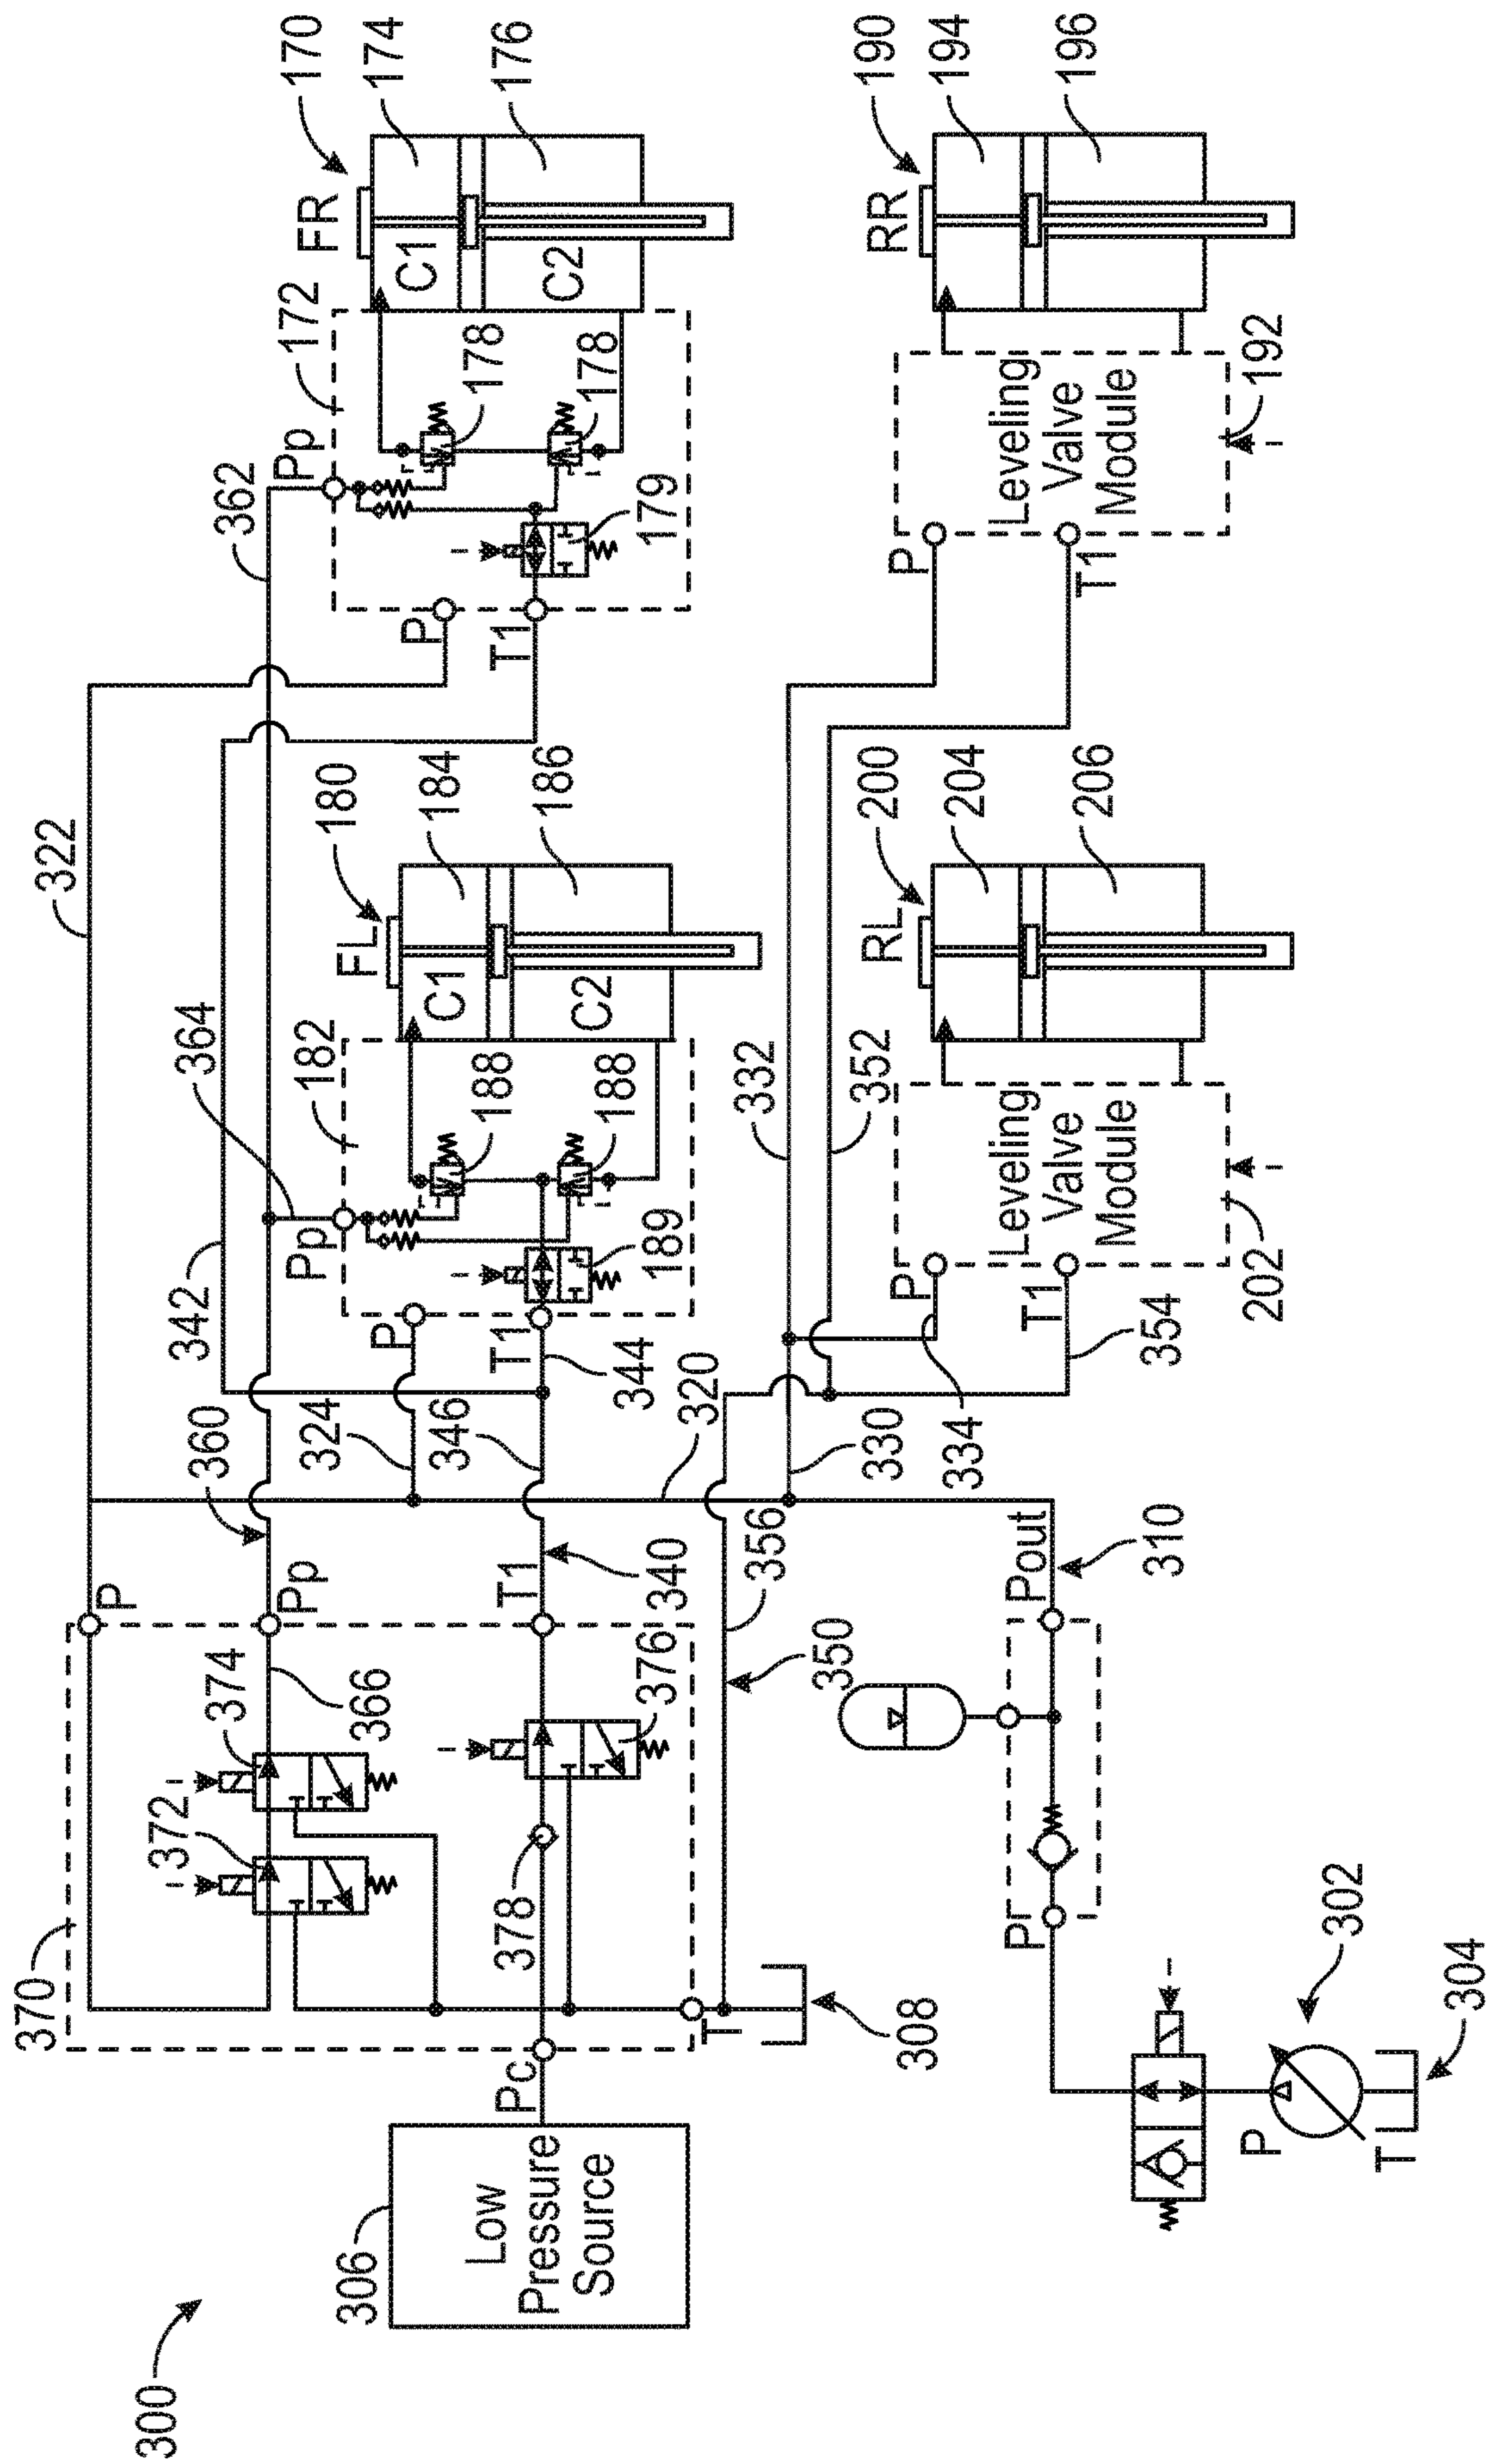 300
306
Low
Pressure
Source
Pc
370
372
374
366
378
376
P
Pp
T1
T
308
360
340
350
356
310
Pout
Pr
302
304
P
T
322
342
324
346
344
320
330
334
354
364
362
332
352
P
T1
Pp
182
188
188
189
FL
180
184
186
C1
C2
P
T1
Pp
172
178
178
179
FR
170
174
176
C1
C2
P
T1
202
Leveling
Valve
Module
RL
200
204
206
P
T1
192
Leveling
Valve
Module
RR
190
194
196